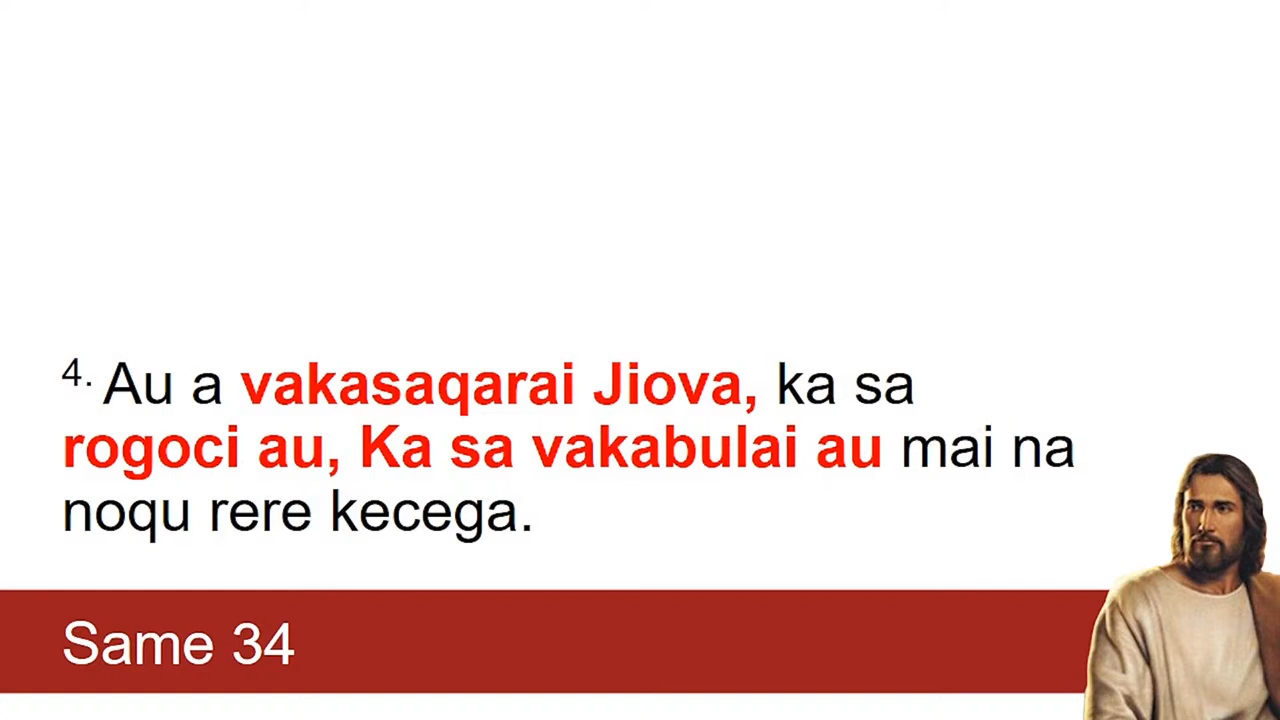 4. Au a vakasaqarai Jiova, ka sa
rogoci au, Ka sa vakabulai au mai na
noqu rere kecega.
Same 34